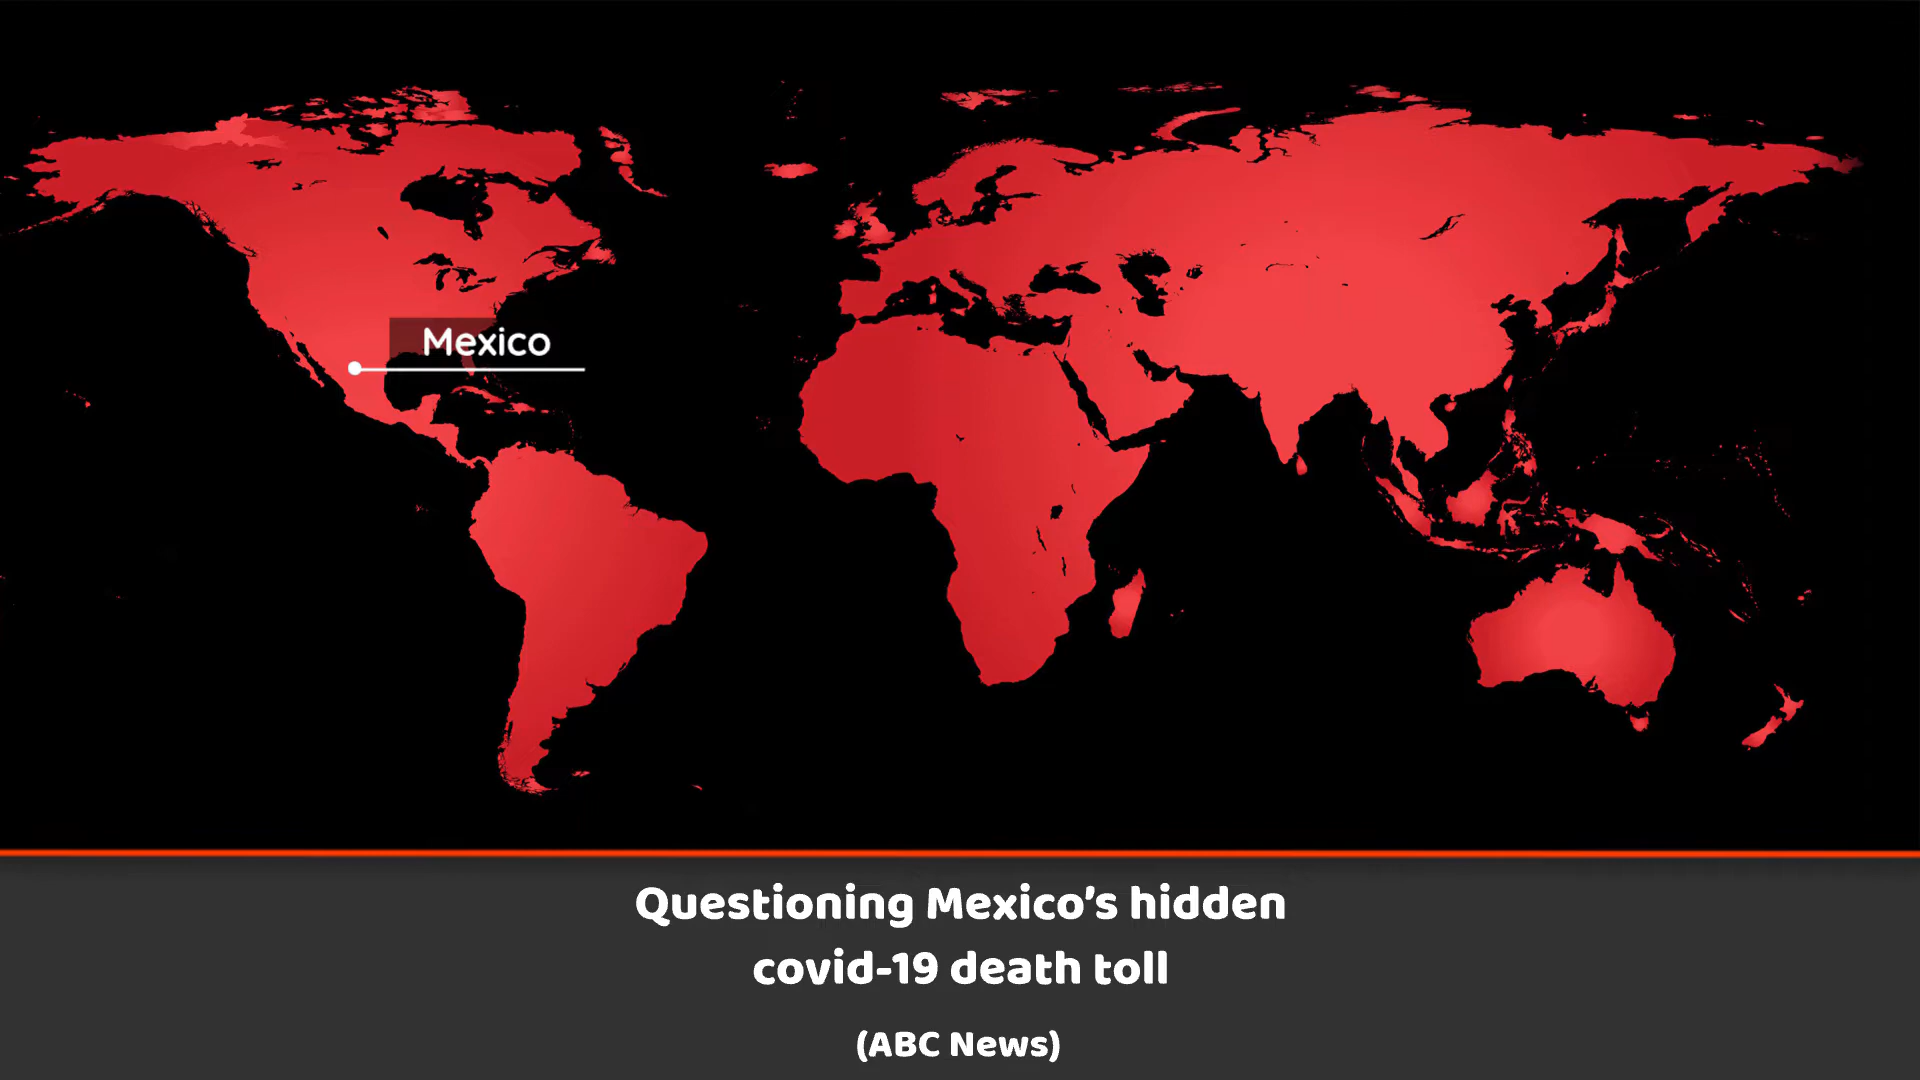 Mexico
Questioning Mexico's hidden
covid-19 death toll
(ABC News)